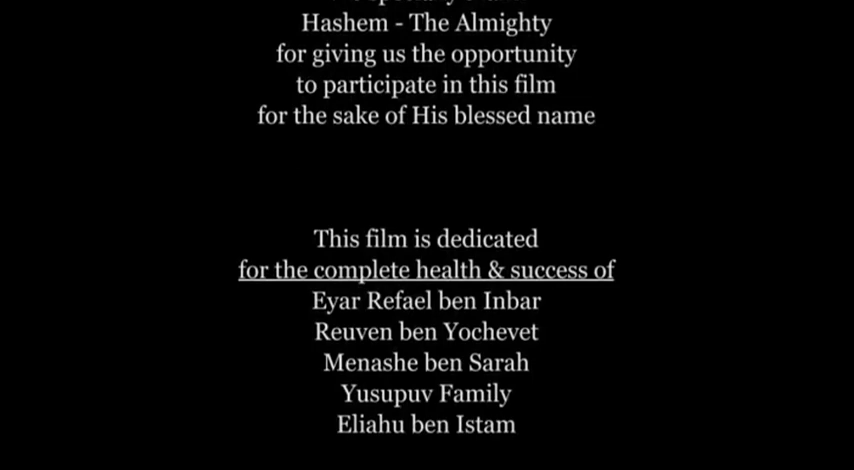 Hashem - The Almighty
for giving us the opportunity
to participate in this film
for the sake of His blessed name
This film is dedicated
for the complete health & success of
Eyar Refael ben Inbar
Reuven ben Yochevet
Menashe ben Sarah
Yusupuv Family
Eliahu ben Istam